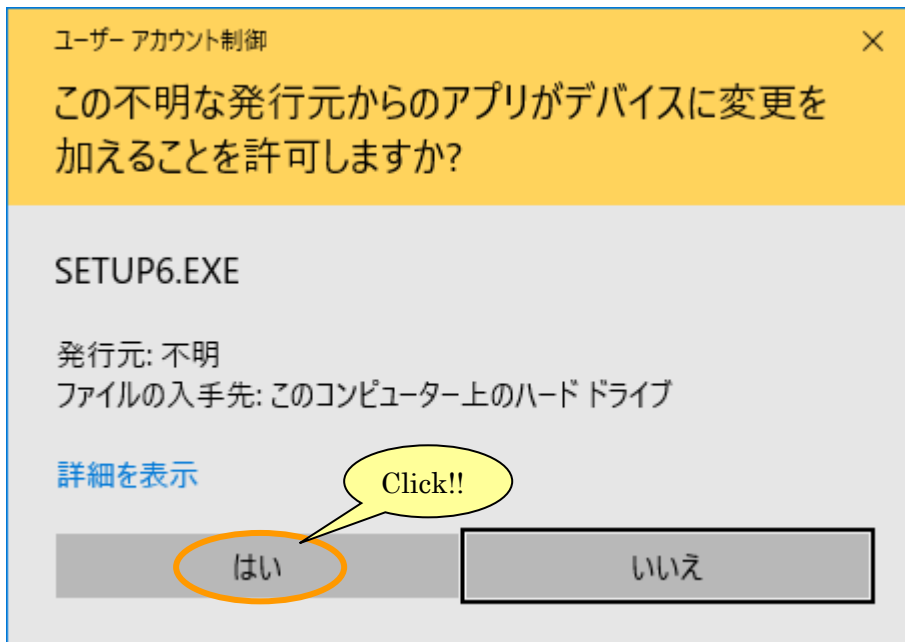 ユーザー アカウント制御
この不明な発行元からのアプリがデバイスに変更を
加えることを許可しますか?
SETUP6.EXE
発行元: 不明
ファイルの入手先: このコンピューター上のハード ドライブ
詳細を表示
Click!!
はい
いいえ